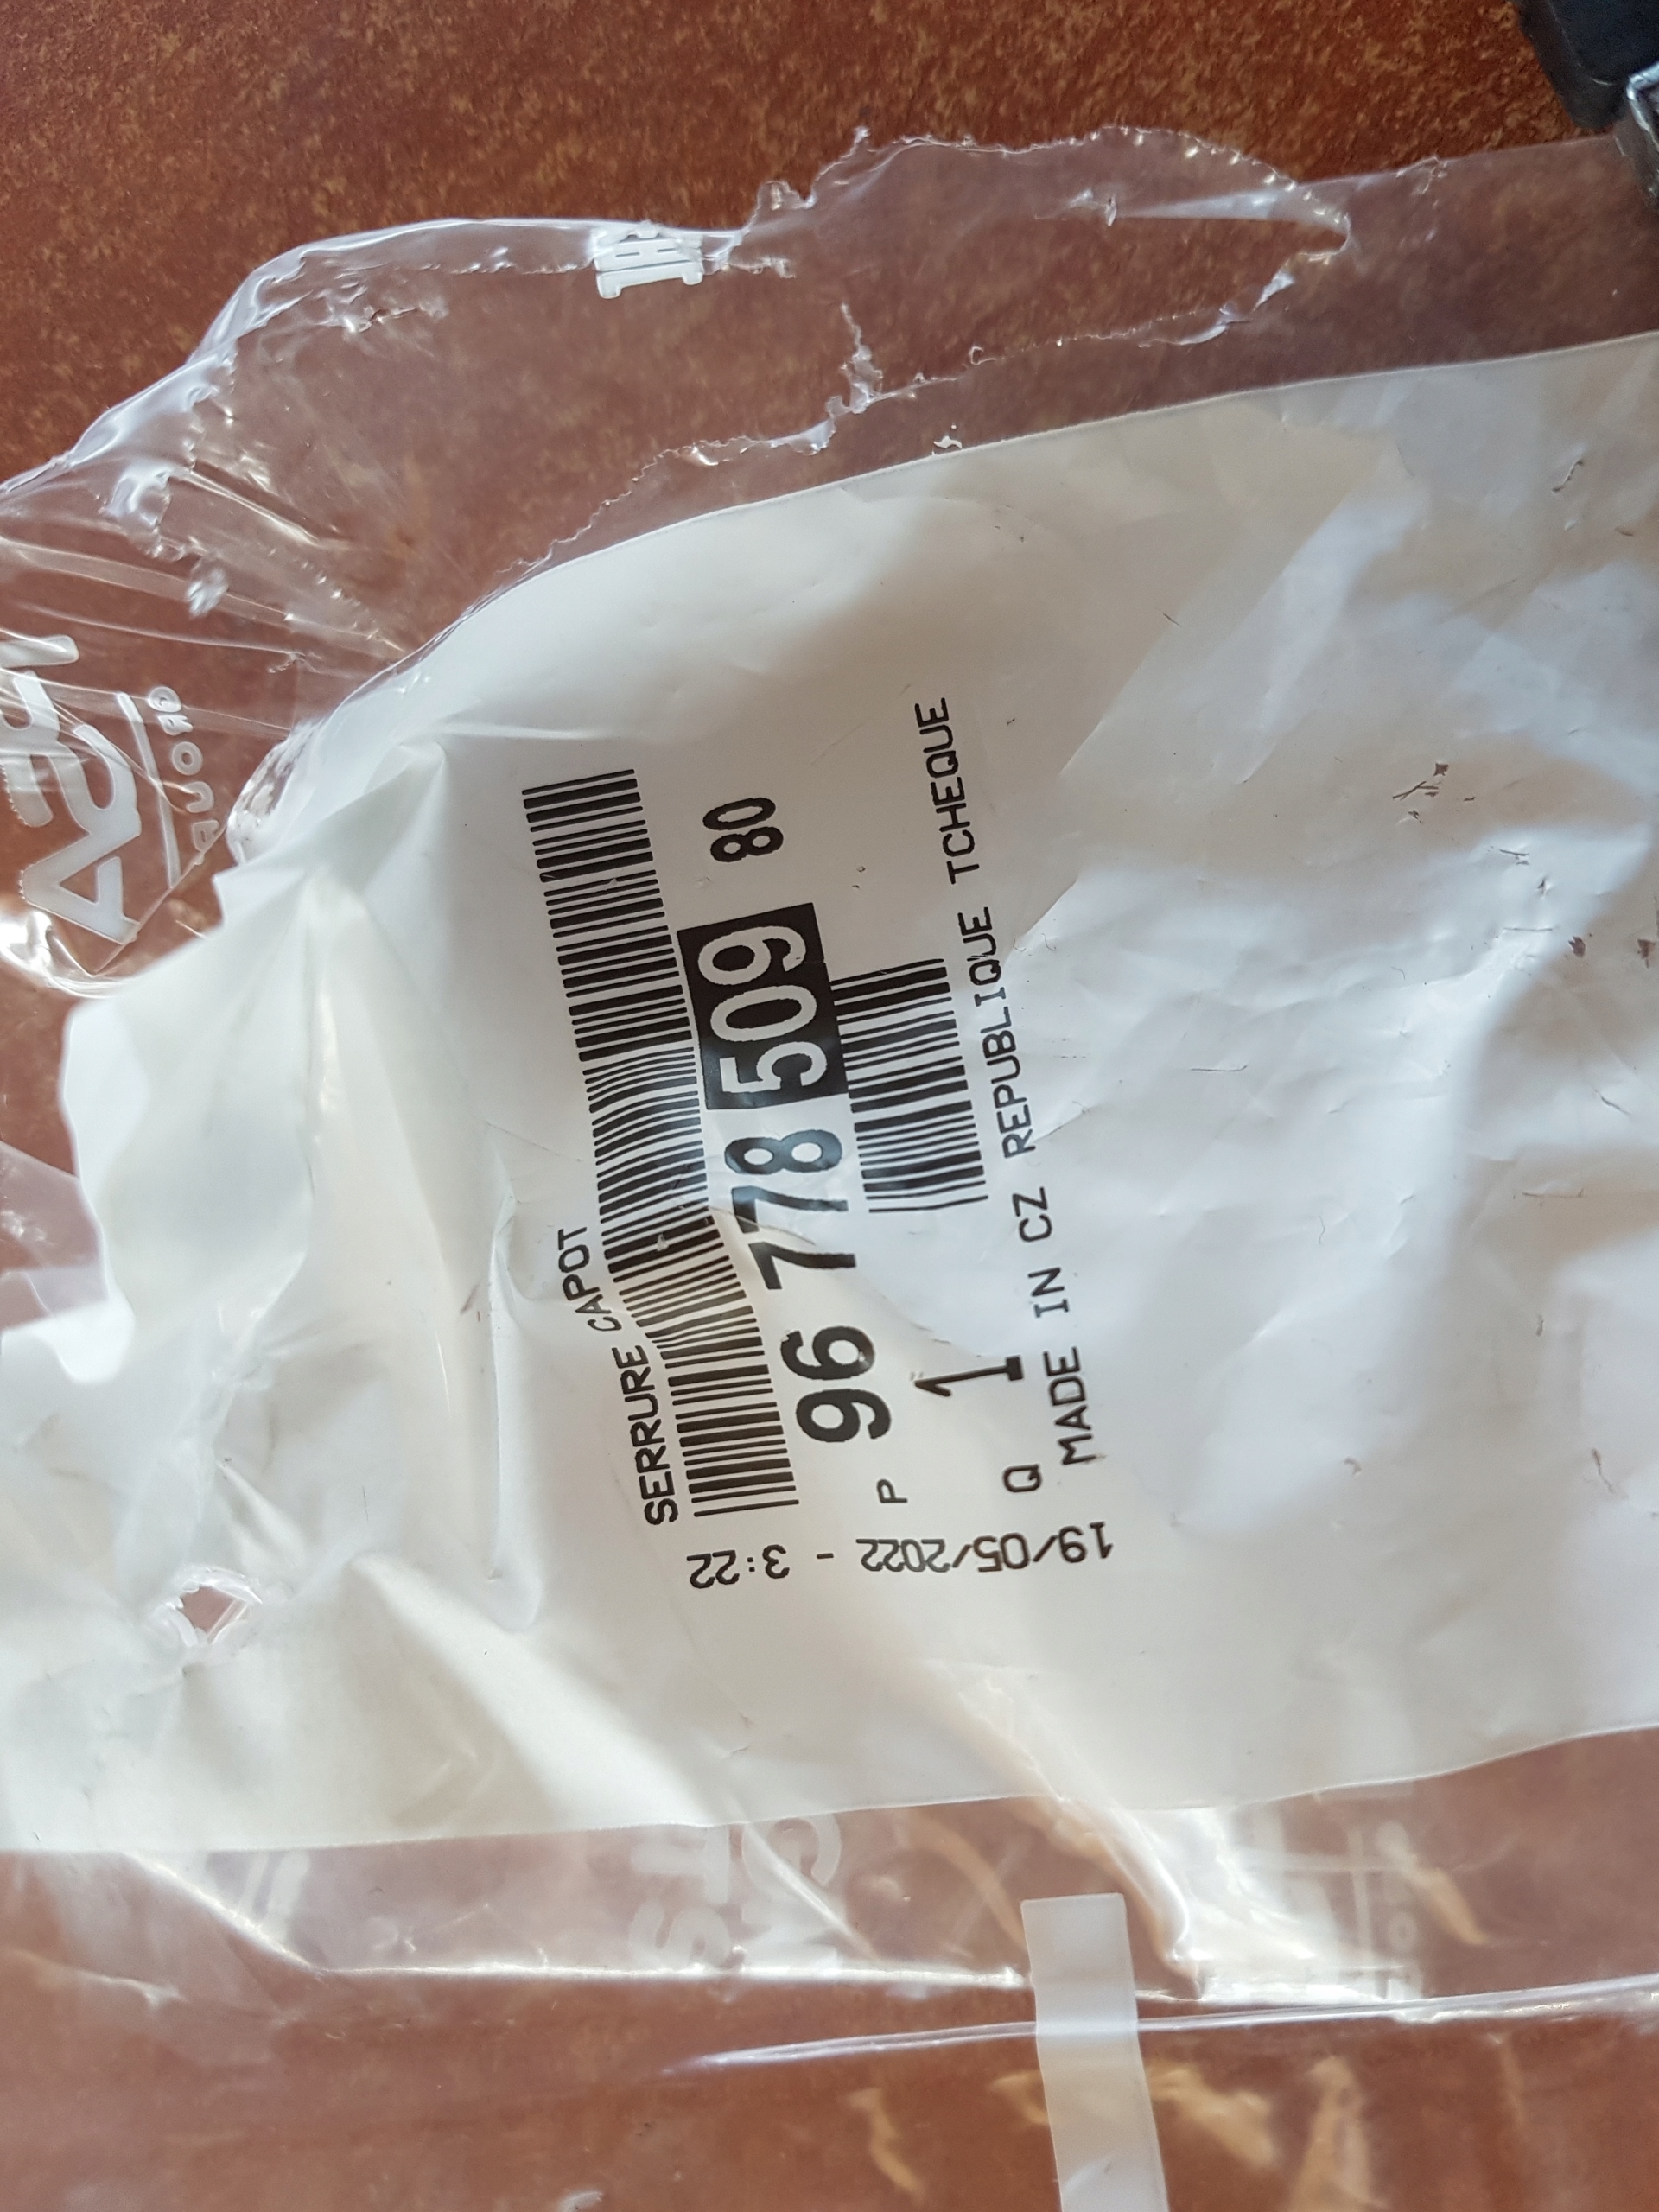 SERRURE CAPOT
P 96 778 509 80
Q 1
MADE IN CZ REPUBLIQUE TCHEQUE
19/05/2022 - 3:22